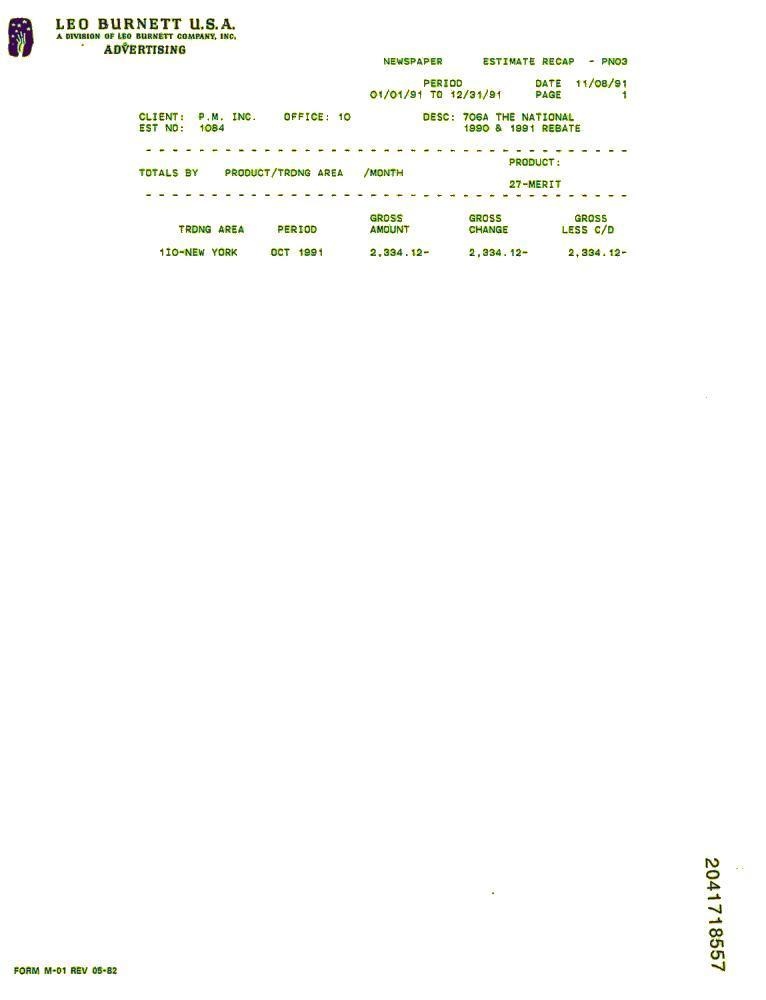 LEO BURNETT U.S.A.
A DIVISION OF LEO BURNETT COMPANY, INC.
ADVERTISING
NEWSPAPER ESTIMATE RECAP - PNO3
PERIOD DATE 11/08/91
01/01/91 TO 12/31/91 PAGE 1
CLIENT: P.M. INC. OFFICE: 10 DESC: 706A THE NATIONAL
EST NO: 1084 1990 & 1991 REBATE
PRODUCT:
TOTALS BY PRODUCT/TRDNG AREA /MONTH
27-MERIT
GROSS GROSS GROSS
TRDNG AREA PERIOD AMOUNT CHANGE LESS C/D
110-NEW YORK OCT 1991 2,334.12- 2,334.12- 2,334.12-
2041718557
FORM M-01 REV 05-82